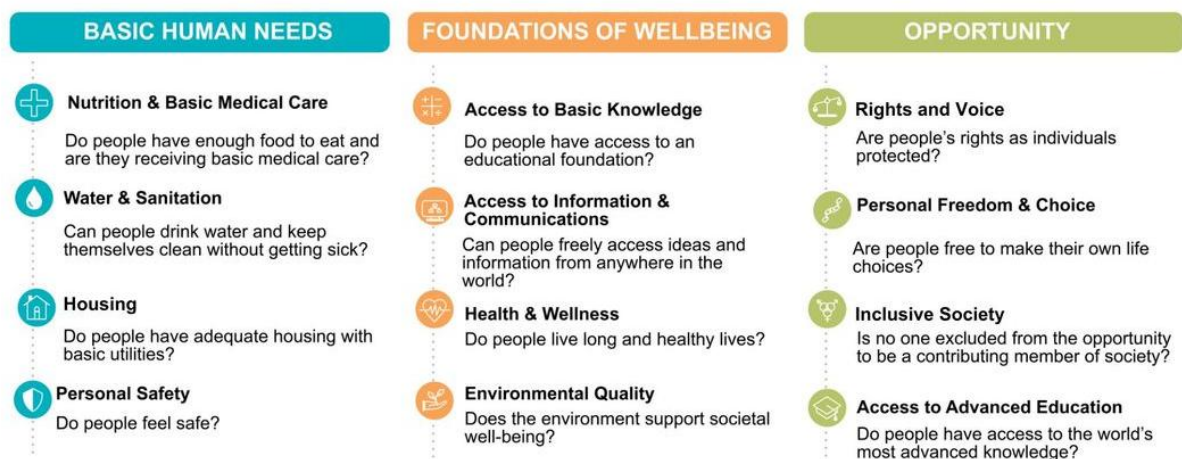 BASIC HUMAN NEEDS
Nutrition & Basic Medical Care
Do people have enough food to eat and
are they receiving basic medical care?
Water & Sanitation
Can people drink water and keep
themselves clean without getting sick?
Housing
Do people have adequate housing with
basic utilities?
Personal Safety
Do people feel safe?
FOUNDATIONS OF WELLBEING
Access to Basic Knowledge
Do people have access to an
educational foundation?
Access to Information &
Communications
Can people freely access ideas and
information from anywhere in the
world?
Health & Wellness
Do people live long and healthy lives?
Environmental Quality
Does the environment support societal
well-being?
OPPORTUNITY
Rights and Voice
Are people’s rights as individuals
protected?
Personal Freedom & Choice
Are people free to make their own life
choices?
Inclusive Society
Is no one excluded from the opportunity
to be a contributing member of society?
Access to Advanced Education
Do people have access to the world’s
most advanced knowledge?